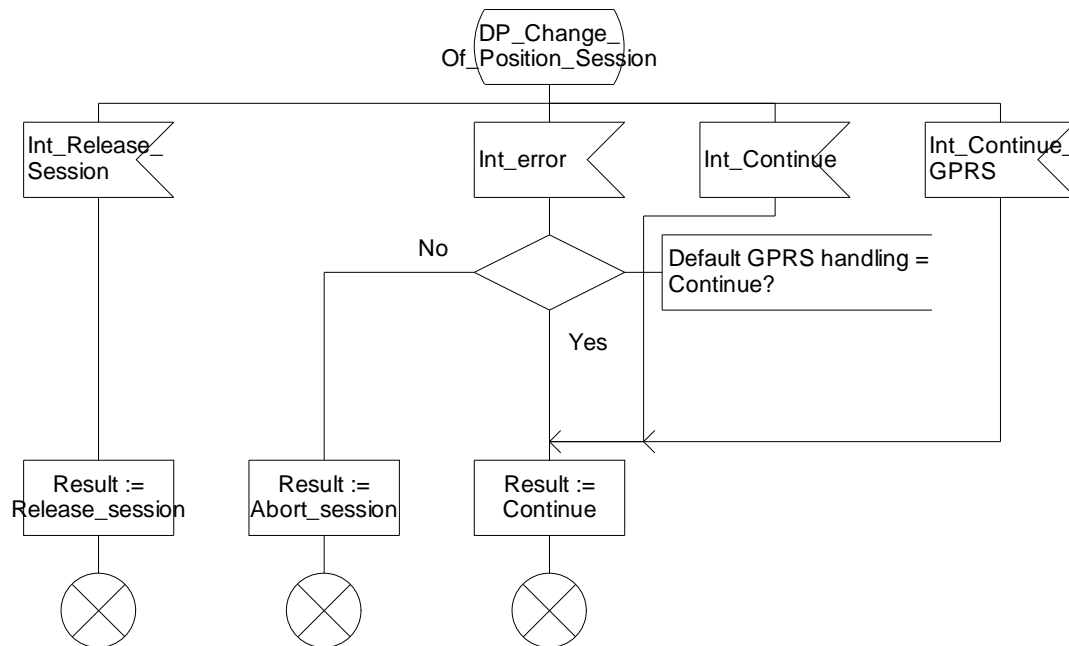 DP_Change_
Of_Position_Session
Int_Release_
Session
Int_error
Int_Continue
Int_Continue_
GPRS
No
Default GPRS handling =
Continue?
Yes
Result :=
Release_session
Result :=
Abort_session
Result :=
Continue